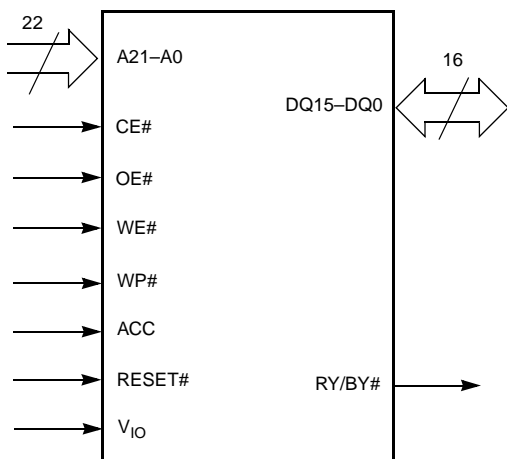 22
A21–A0
16
DQ15–DQ0
CE#
OE#
WE#
WP#
ACC
RESET#
RY/BY#
VIO